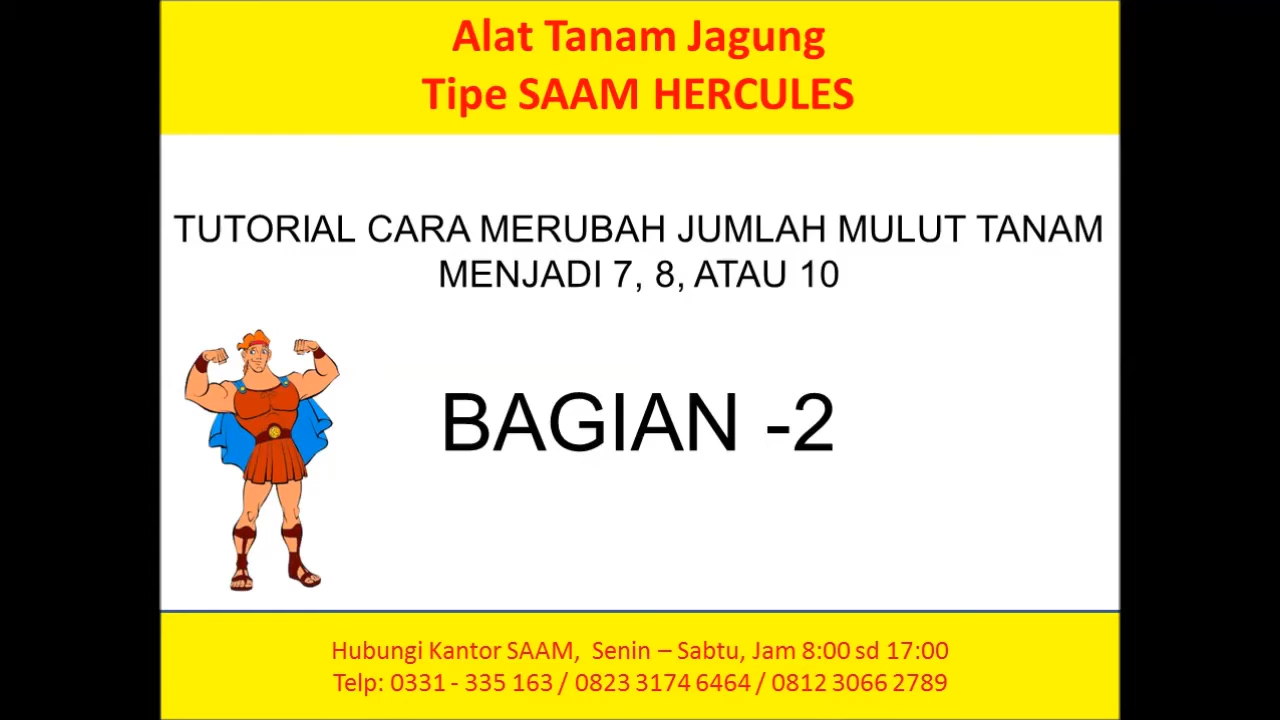 Alat Tanam Jagung
Tipe SAAM HERCULES
TUTORIAL CARA MERUBAH JUMLAH MULUT TANAM
MENJADI 7, 8, ATAU 10
BAGIAN -2
Hubungi Kantor SAAM, Senin – Sabtu, Jam 8:00 sd 17:00
Telp: 0331 - 335 163 / 0823 3174 6464 / 0812 3066 2789